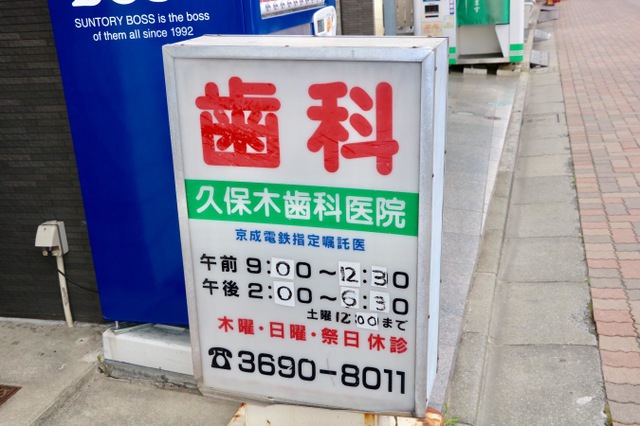 SUNTORY BOSS is the boss
of them all since 1992
歯科
久保木歯科医院
京成電鉄指定嘱託医
午前 9:00〜12:30
午後 2:00〜6:30
土曜12:00まで
木曜・日曜・祭日休診
☎3690-8011